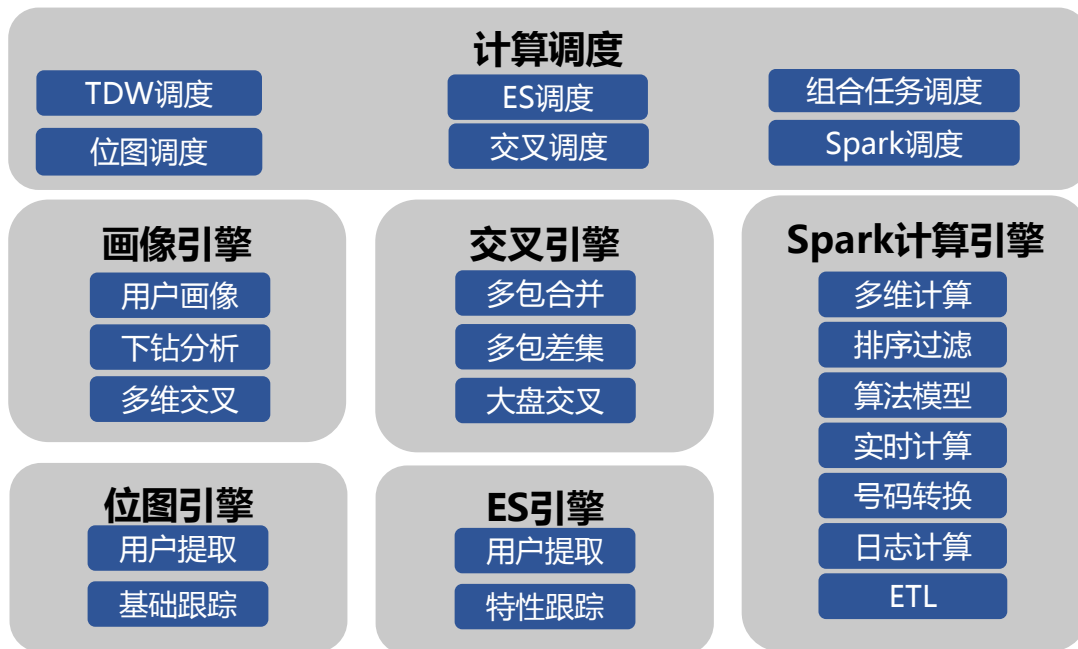 计算调度
TDW调度
ES调度
组合任务调度
位图调度
交叉调度
Spark调度
画像引擎
用户画像
下钻分析
多维交叉
交叉引擎
多包合并
多包差集
大盘交叉
Spark计算引擎
多维计算
排序过滤
算法模型
实时计算
号码转换
日志计算
ETL
位图引擎
用户提取
基础跟踪
ES引擎
用户提取
特性跟踪